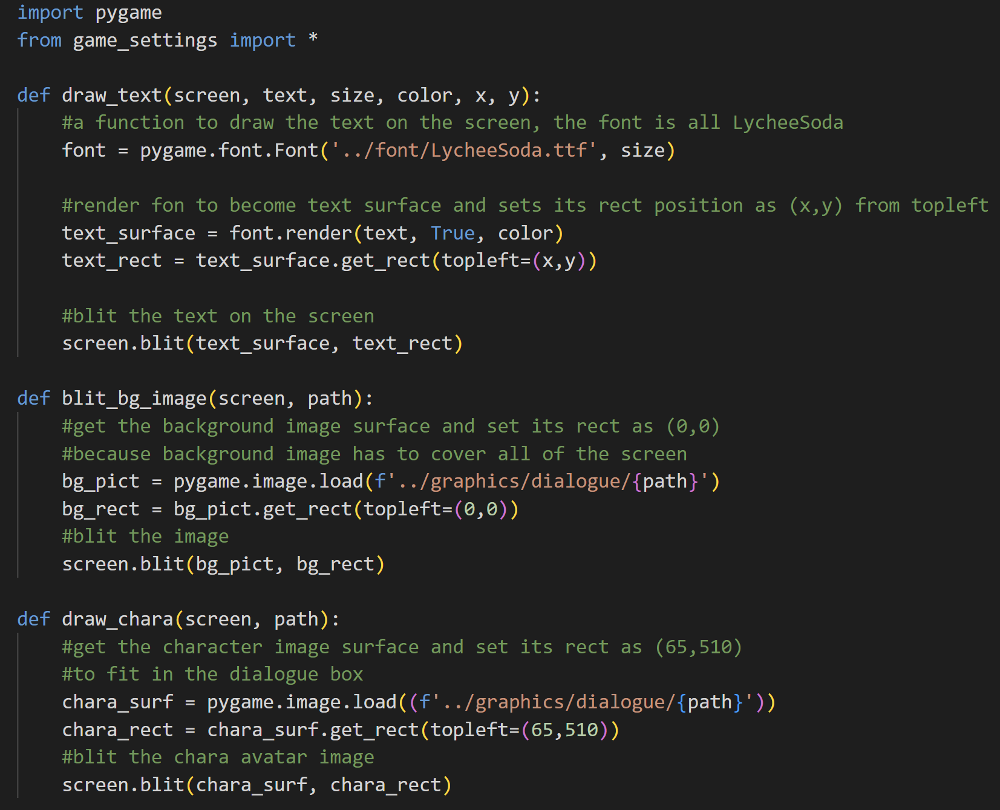 import pygame
from game_settings import *

def draw_text(screen, text, size, color, x, y):
    #a function to draw the text on the screen, the font is all LycheeSoda
    font = pygame.font.Font('../font/LycheeSoda.ttf', size)

    #render fon to become text surface and sets its rect position as (x,y) from topleft
    text_surface = font.render(text, True, color)
    text_rect = text_surface.get_rect(topleft=(x,y))

    #blit the text on the screen
    screen.blit(text_surface, text_rect)

def blit_bg_image(screen, path):
    #get the background image surface and set its rect as (0,0)
    #because background image has to cover all of the screen
    bg_pict = pygame.image.load(f'../graphics/dialogue/{path}')
    bg_rect = bg_pict.get_rect(topleft=(0,0))
    #blit the image
    screen.blit(bg_pict, bg_rect)

def draw_chara(screen, path):
    #get the character image surface and set its rect as (65,510)
    #to fit in the dialogue box
    chara_surf = pygame.image.load((f'../graphics/dialogue/{path}'))
    chara_rect = chara_surf.get_rect(topleft=(65,510))
    #blit the chara avatar image
    screen.blit(chara_surf, chara_rect)